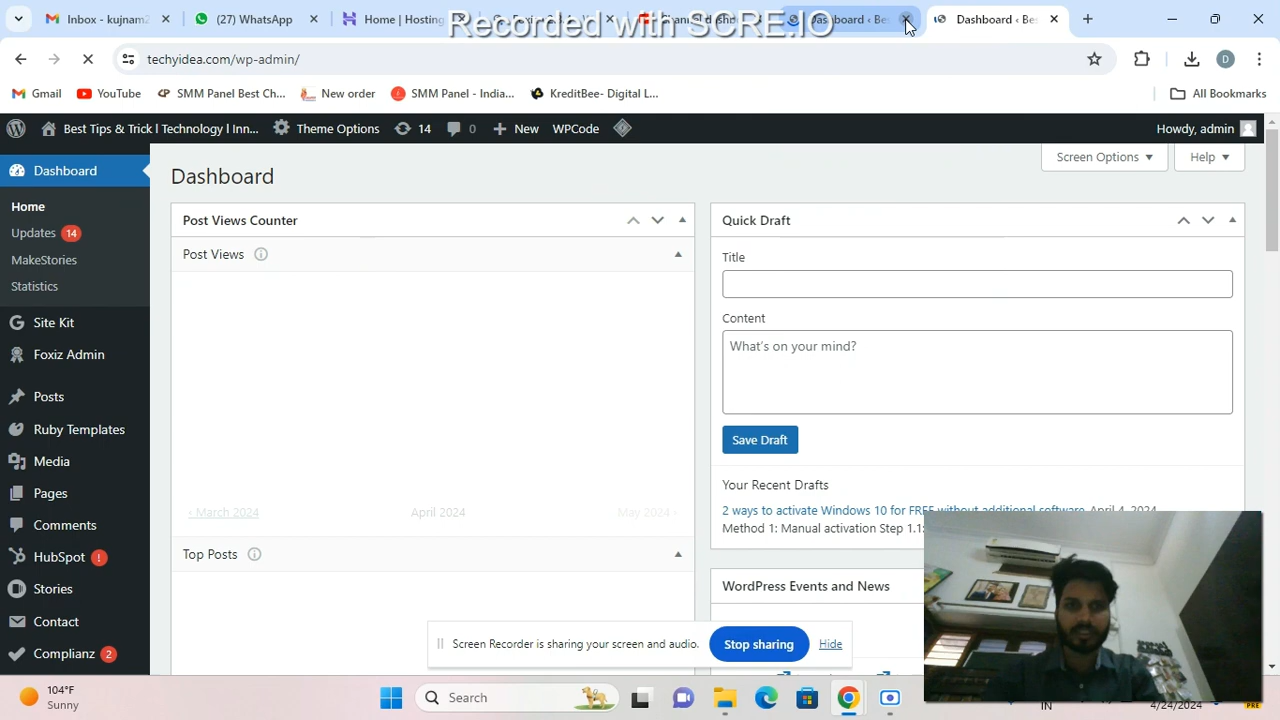 Inbox - kujnam2
(27) WhatsApp
Home | Hosting
Dashboard ‹ Bes
Dashboard ‹ Bes
Recorded with SCRE.IO
techyidea.com/wp-admin/
D
Gmail
YouTube
SMM Panel Best Ch...
New order
SMM Panel - India...
KreditBee- Digital L...
All Bookmarks
Best Tips & Trick l Technology l Inn...
Theme Options
14
0
New
WPCode
Howdy, admin
Dashboard
Home
Updates 14
MakeStories
Statistics
Site Kit
Foxiz Admin
Posts
Ruby Templates
Media
Pages
Comments
HubSpot !
Stories
Contact
Complianz 2
Screen Options
Help
Dashboard
Post Views Counter
Post Views
‹ March 2024
April 2024
May 2024 ›
Top Posts
Quick Draft
Title
Content
What's on your mind?
Save Draft
Your Recent Drafts
2 ways to activate Windows 10 for FREE without additional software April 4, 2024
Method 1: Manual activation Step 1.1:
WordPress Events and News
Screen Recorder is sharing your screen and audio.
Stop sharing
Hide
104°F
Sunny
Search
IN
4/24/2024
PRE